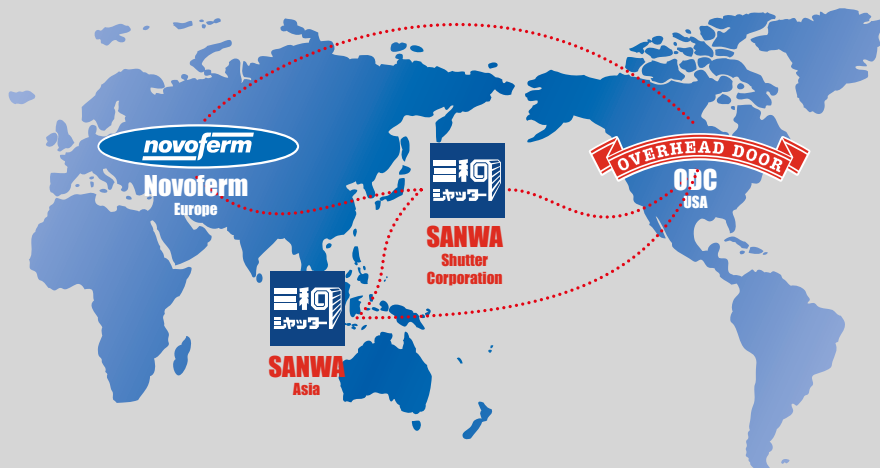 novoferm
Novoferm
Europe
三和
シャッター
SANWA
Shutter
Corporation
OVERHEAD DOOR
ODC
USA
三和
シャッター
SANWA
Asia